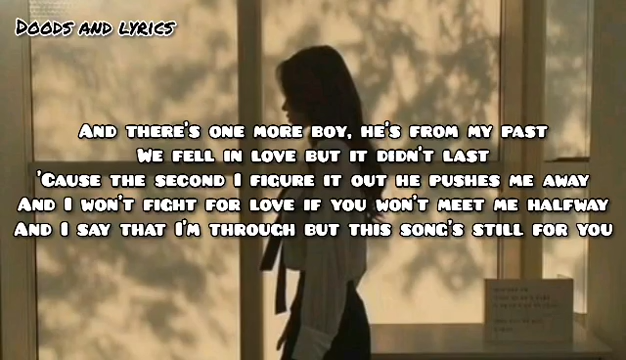 Doods and lyrics
And there's one more boy, he's from my past
We fell in love but it didn't last
'Cause the second I figure it out he pushes me away
And I won't fight for love if you won't meet me halfway
And I say that I'm through but this song's still for you